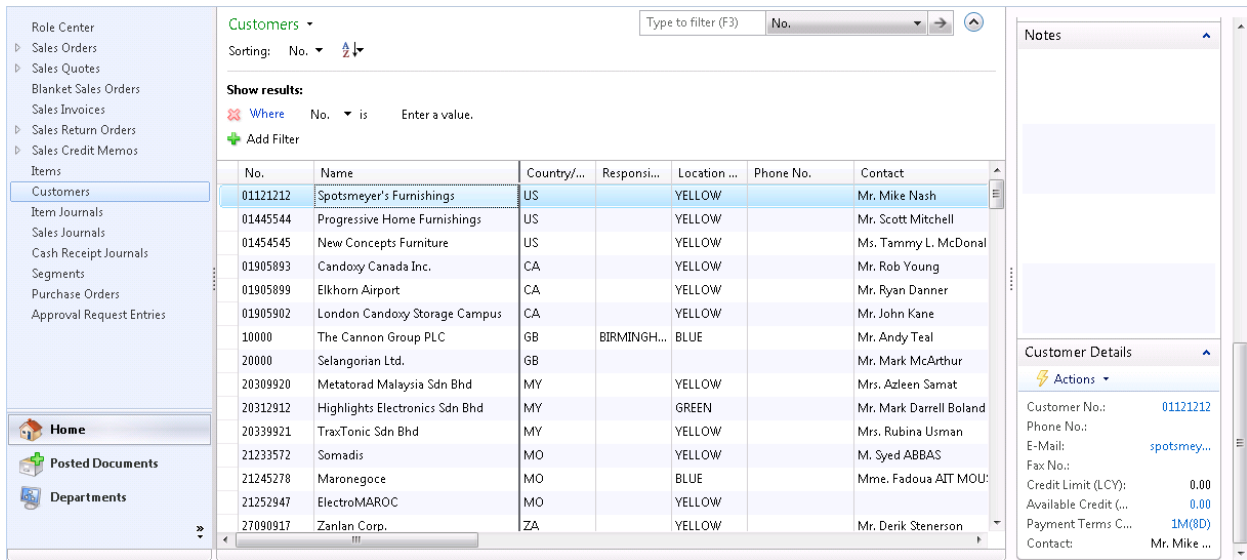 Role Center
Sales Orders
Sales Quotes
Blanket Sales Orders
Sales Invoices
Sales Return Orders
Sales Credit Memos
Items
Customers
Item Journals
Sales Journals
Cash Receipt Journals
Segments
Purchase Orders
Approval Request Entries
Home
Posted Documents
Departments
Customers
Type to filter (F3) No.
Sorting: No. AZ
Show results:
Where No. is Enter a value.
Add Filter
No. Name Country/... Responsi... Location ... Phone No. Contact
01121212 Spotsmeyer's Furnishings US YELLOW Mr. Mike Nash
01445544 Progressive Home Furnishings US YELLOW Mr. Scott Mitchell
01454545 New Concepts Furniture US YELLOW Ms. Tammy L. McDonal
01905893 Candoxy Canada Inc. CA YELLOW Mr. Rob Young
01905899 Elkhorn Airport CA YELLOW Mr. Ryan Danner
01905902 London Candoxy Storage Campus CA YELLOW Mr. John Kane
10000 The Cannon Group PLC GB BIRMINGH... BLUE Mr. Andy Teal
20000 Selangorian Ltd. GB Mr. Mark McArthur
20309920 Metatorad Malaysia Sdn Bhd MY YELLOW Mrs. Azleen Samat
20312912 Highlights Electronics Sdn Bhd MY GREEN Mr. Mark Darrell Boland
20339921 TraxTonic Sdn Bhd MY YELLOW Mrs. Rubina Usman
21233572 Somadis MO YELLOW M. Syed ABBAS
21245278 Maronegoce MO BLUE Mme. Fadoua AIT MOU
21252947 ElectroMAROC MO YELLOW
27090917 Zanlan Corp. ZA YELLOW Mr. Derik Stenerson
Notes
Customer Details
Actions
Customer No.: 01121212
Phone No.:
E-Mail: spotsmey...
Fax No.:
Credit Limit (LCY): 0.00
Available Credit (... 0.00
Payment Terms C... 1M(8D)
Contact: Mr. Mike ...